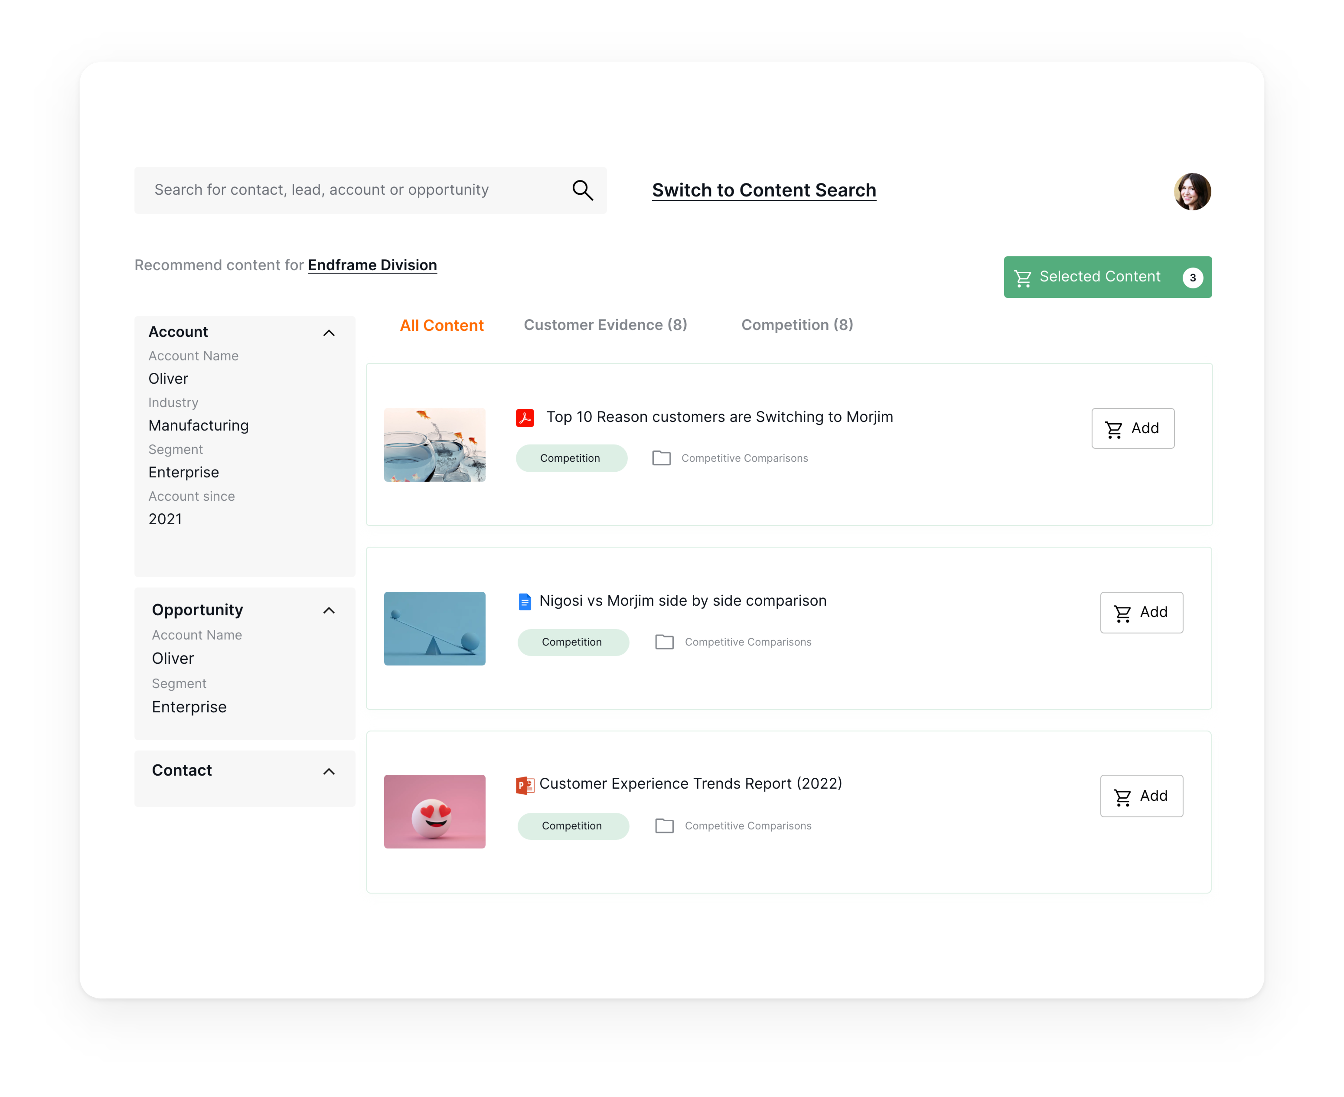 Search for contact, lead, account or opportunity
Switch to Content Search
Recommend content for Endframe Division
Selected Content 3
Account
Account Name
Oliver
Industry
Manufacturing
Segment
Enterprise
Account since
2021
Opportunity
Account Name
Oliver
Segment
Enterprise
Contact
All Content Customer Evidence (8) Competition (8)
Top 10 Reason customers are Switching to Morjim
Add
Competition Competitive Comparisons
Nigosi vs Morjim side by side comparison
Add
Competition Competitive Comparisons
Customer Experience Trends Report (2022)
Add
Competition Competitive Comparisons